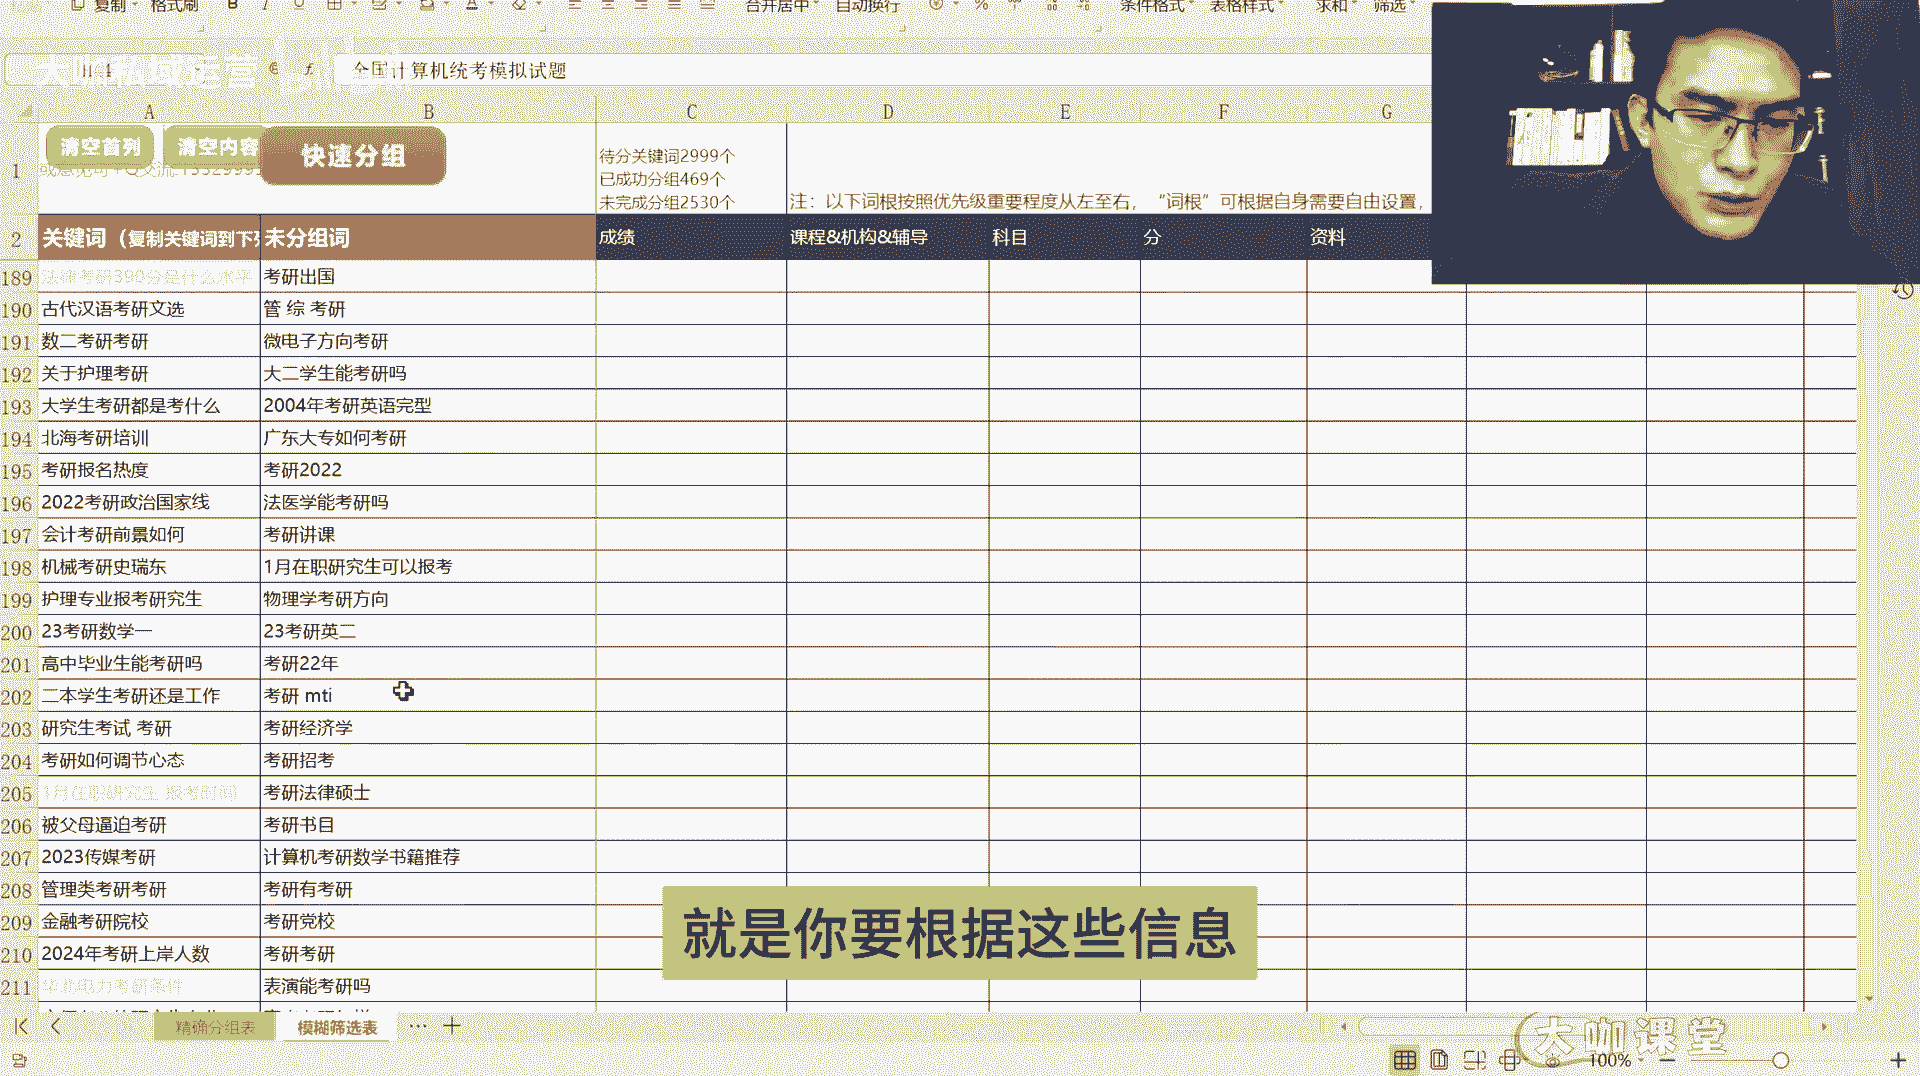 复制 格式刷 B 合并居中 自动换行 % 条件格式 表格样式 求和 筛选
大咖私域运营 全国计算机统考模拟试题
A B C D E F G
清空首列 清空内容 快速分组
1
待分关键词2999个
已成功分组469个
未完成分组2530个
注：以下词根按照优先级重要程度从左至右，“词根”可根据自身需要自由设置，
2 关键词（复制关键词到下列 未分组词 成绩 课程&机构&辅导 科目 分 资料
189 法律考研390分是什么水平 考研出国
190 古代汉语考研文选 管 综 考研
191 数二考研考研 微电子方向考研
192 关于护理考研 大二学生能考研吗
193 大学生考研都是考什么 2004年考研英语完型
194 北海考研培训 广东大专如何考研
195 考研报名热度 考研2022
196 2022考研政治国家线 法医学能考研吗
197 会计考研前景如何 考研讲课
198 机械考研史瑞东 1月在职研究生可以报考
199 护理专业报考研究生 物理学考研方向
200 23考研数学一 23考研英二
201 高中毕业生能考研吗 考研22年
202 二本学生考研还是工作 考研 mti
203 研究生考试 考研 考研经济学
204 考研如何调节心态 考研招考
205 1月在职研究生 报考时间 考研法律硕士
206 被父母逼迫考研 考研书目
207 2023传媒考研 计算机考研数学书籍推荐
208 管理类考研考研 考研有考研
209 金融考研院校 考研党校
210 2024年考研上岸人数 考研考研
211 华北电力考研条件 表演能考研吗
就是你要根据这些信息
精确分组表 模糊筛选表 ··· +
大咖课堂
100%